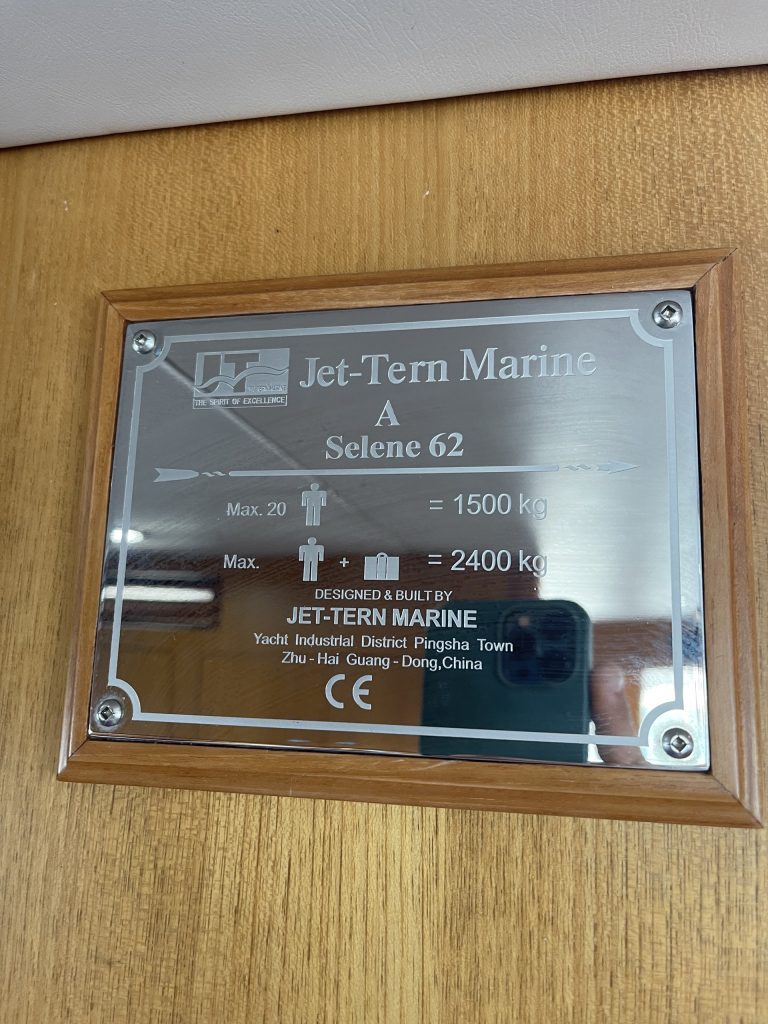 JT
THE SPIRIT OF EXCELLENCE
Jet-Tern Marine
A
Selene 62
Max. 20 = 1500 kg
Max. + = 2400 kg
DESIGNED & BUILT BY
JET-TERN MARINE
Yacht Industrial District Pingsha Town
Zhu - Hai Guang - Dong,China
CE